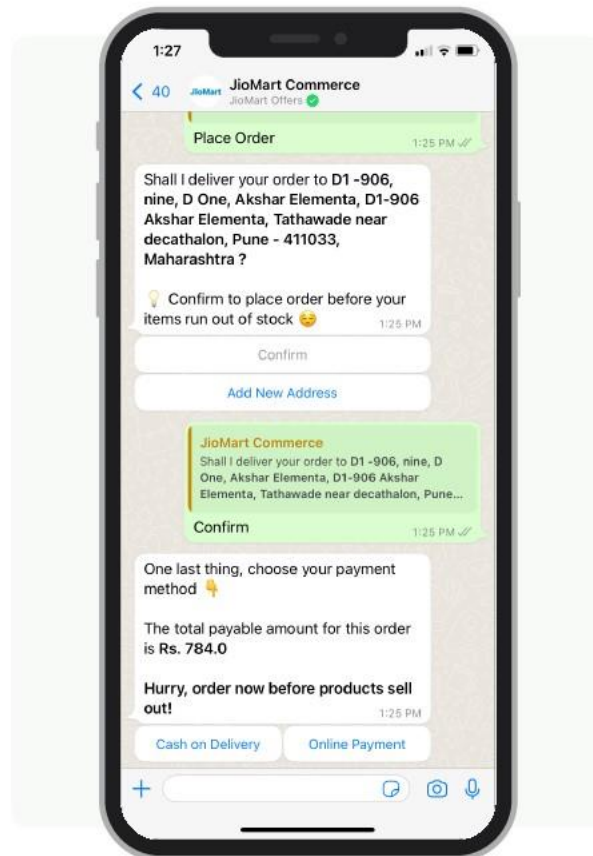 1:27
40
JioMart
JioMart Commerce
JioMart Offers
Place Order
1:25 PM
Shall I deliver your order to D1 -906,
nine, D One, Akshar Elementa, D1-906
Akshar Elementa, Tathawade near
decathalon, Pune - 411033,
Maharashtra ?
💡 Confirm to place order before your
items run out of stock 😌
1:25 PM
Confirm
Add New Address
JioMart Commerce
Shall I deliver your order to D1 -906, nine, D
One, Akshar Elementa, D1-906 Akshar
Elementa, Tathawade near decathalon, Pune...
Confirm
1:25 PM
One last thing, choose your payment
method 👇
The total payable amount for this order
is Rs. 784.0
Hurry, order now before products sell
out!
1:25 PM
Cash on Delivery
Online Payment